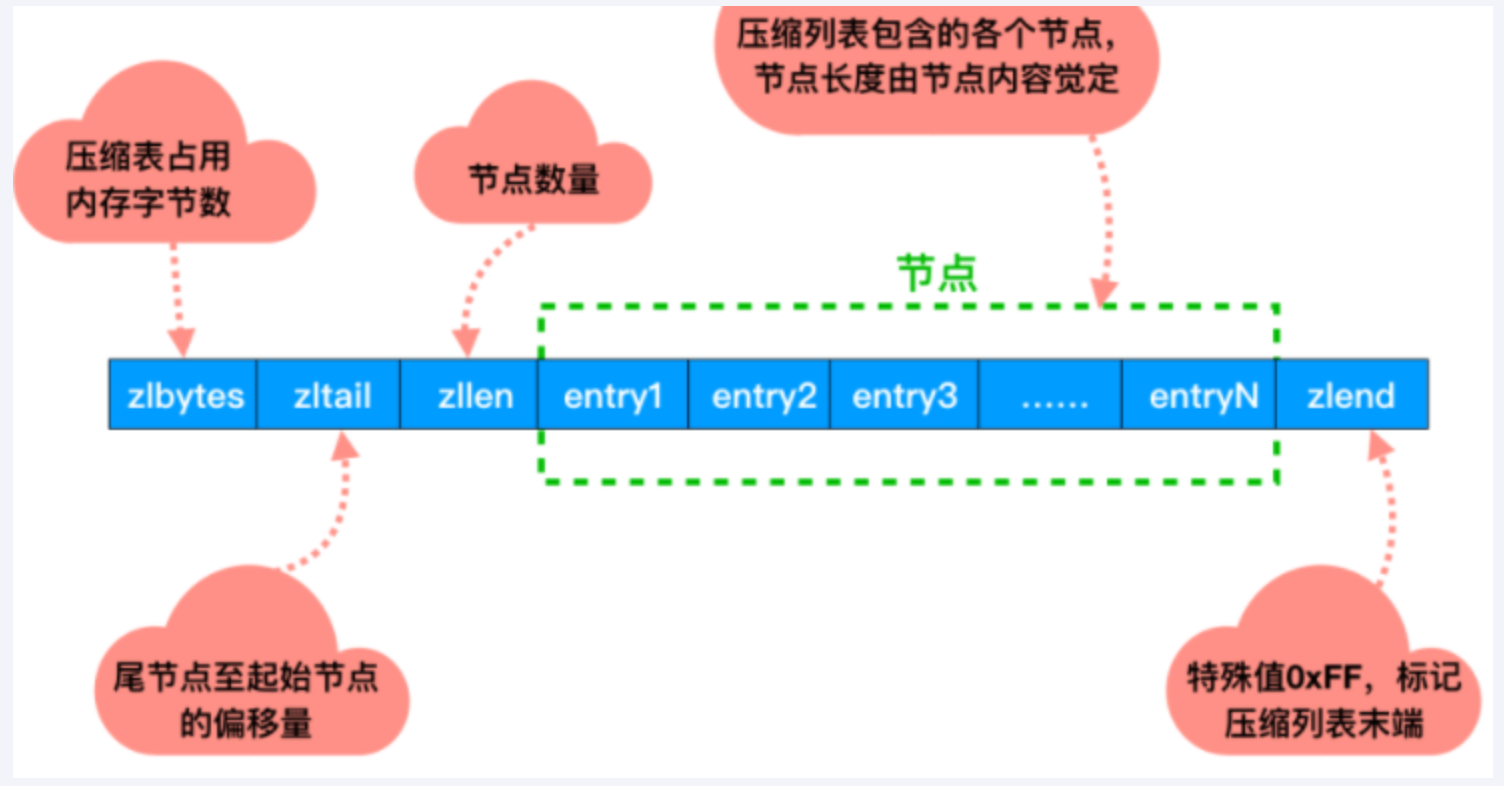 压缩列表包含的各个节点，
节点长度由节点内容觉定
压缩表占用
内存字节数
节点数量
节点
zlbytes zltail zllen entry1 entry2 entry3 …… entryN zlend
尾节点至起始节点
的偏移量
特殊值0xFF，标记
压缩列表末端